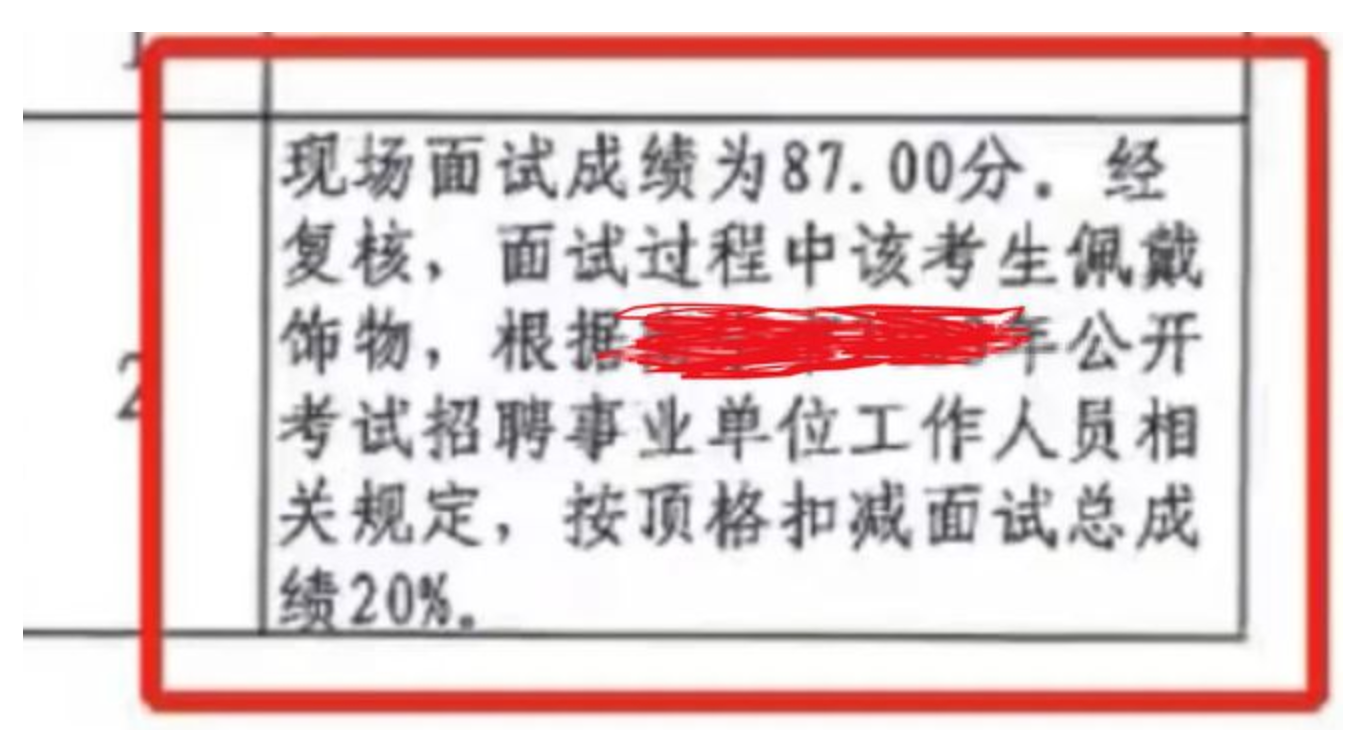 1
现场面试成绩为87.00分。经
复核，面试过程中该考生佩戴
饰物，根据
年公开
2
考试招聘事业单位工作人员相
关规定，按顶格扣减面试总成
绩20%。